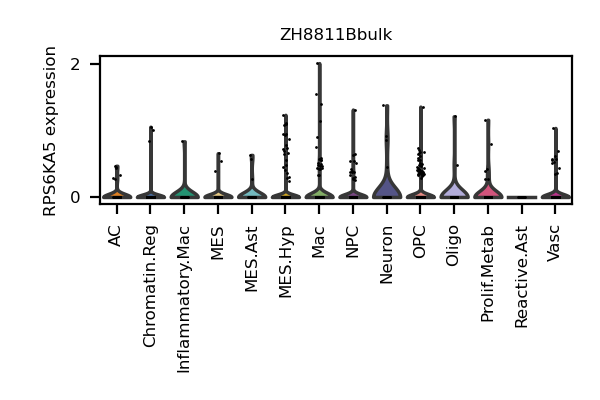 ZH8811Bbulk
RPS6KA5 expression
2
0
AC
Chromatin.Reg
Inflammatory.Mac
MES
MES.Ast
MES.Hyp
Mac
NPC
Neuron
OPC
Oligo
Prolif.Metab
Reactive.Ast
Vasc